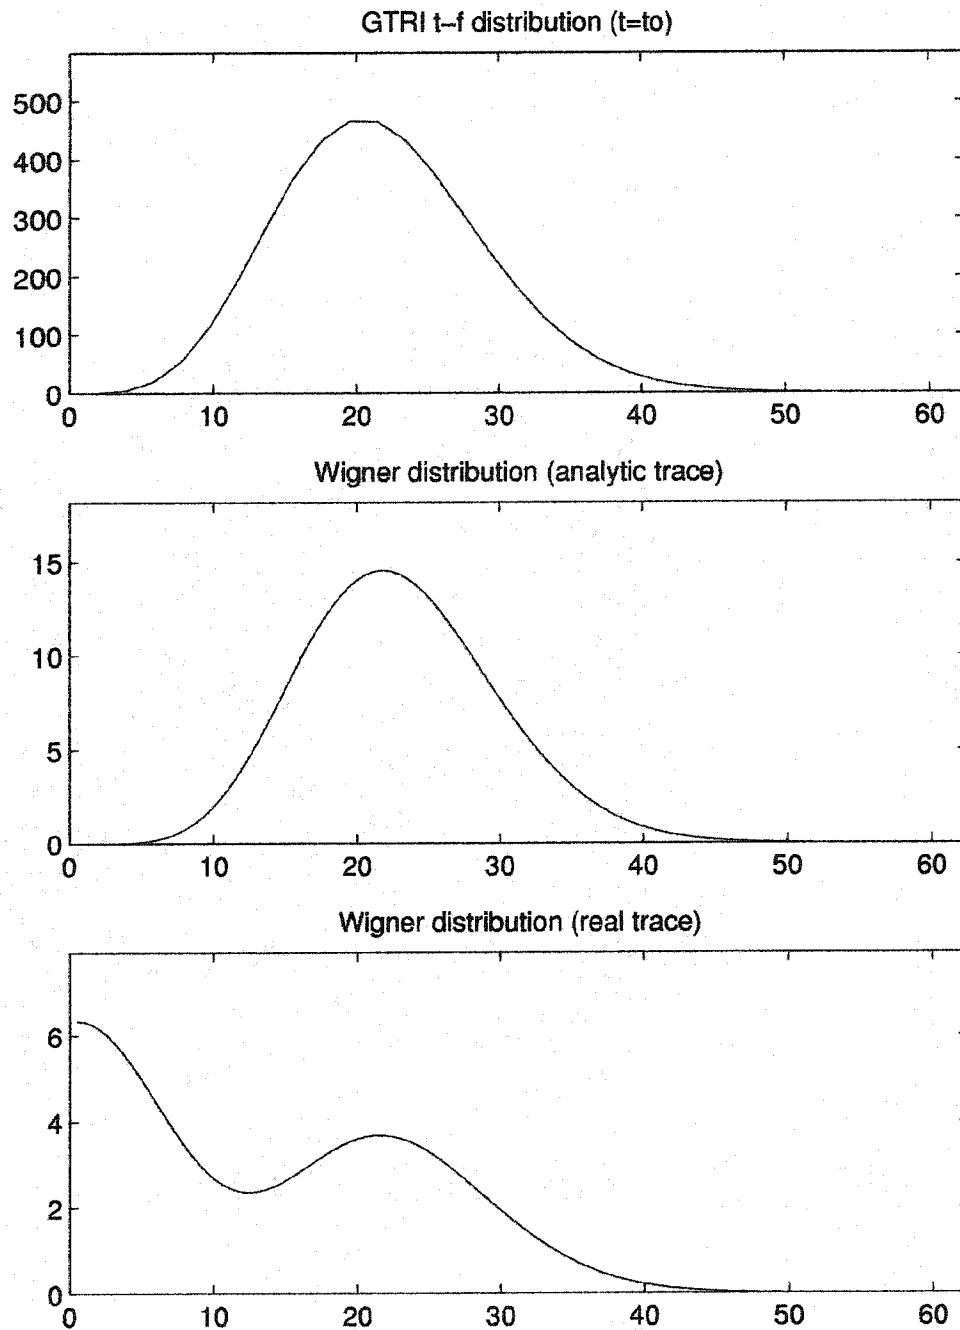 GTRI t-f distribution (t=to)
500
400
300
200
100
0
0 10 20 30 40 50 60
Wigner distribution (analytic trace)
15
10
5
0
0 10 20 30 40 50 60
Wigner distribution (real trace)
6
4
2
0
0 10 20 30 40 50 60